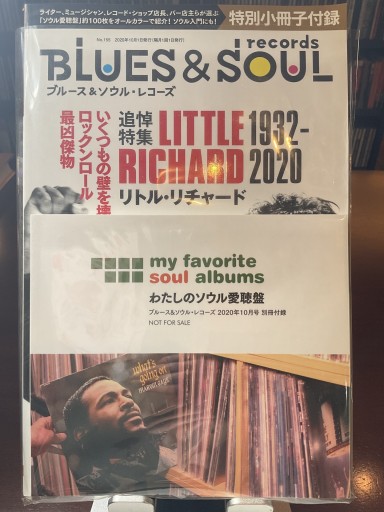 ライター、ミュージシャン、レコード・ショップ店長、バー店主らが選ぶ
「ソウル愛聴盤」約100枚をオールカラーで紹介！ソウル入門にも！
特別小冊子付録
BLUES & SOUL records
ブルース&ソウル・レコーズ
追悼
特集
LITTLE
RICHARD
1932-
2020
リトル・リチャード
いくつもの壁を壊
ロックンロール
最凶傑物
my favorite
soul albums
わたしのソウル愛聴盤
ブルース&ソウル・レコーズ 2020年10月号 別冊付録
NOT FOR SALE
what's
going on
marvin gaye